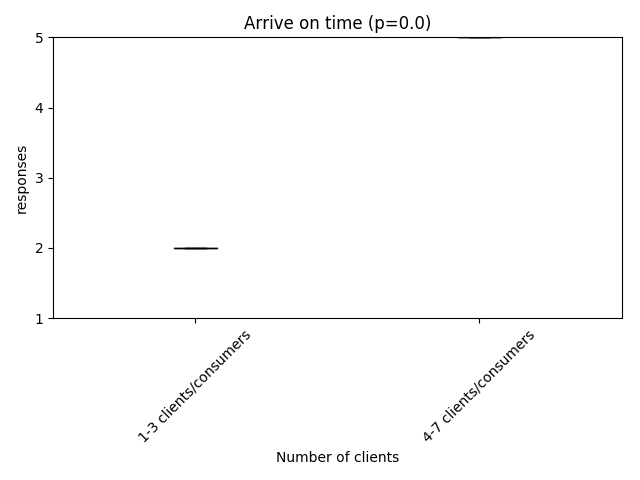 Arrive on time (p=0.0)
5
4
3
2
1
responses
1-3 clients/consumers
4-7 clients/consumers
Number of clients